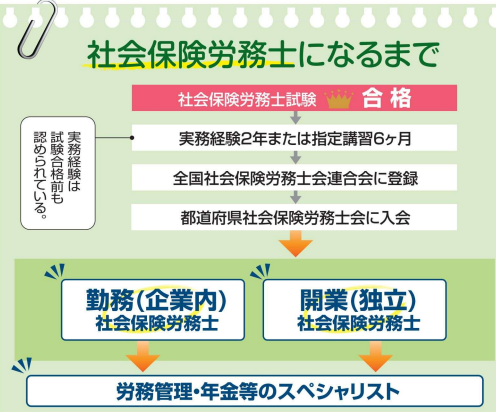 社会保険労務士になるまで
社会保険労務士試験 合格
実務経験2年または指定講習6ヶ月
実務経験は
試験合格前も
認められている。
全国社会保険労務士会連合会に登録
都道府県社会保険労務士会に入会
勤務(企業内)
社会保険労務士
開業(独立)
社会保険労務士
労務管理・年金等のスペシャリスト